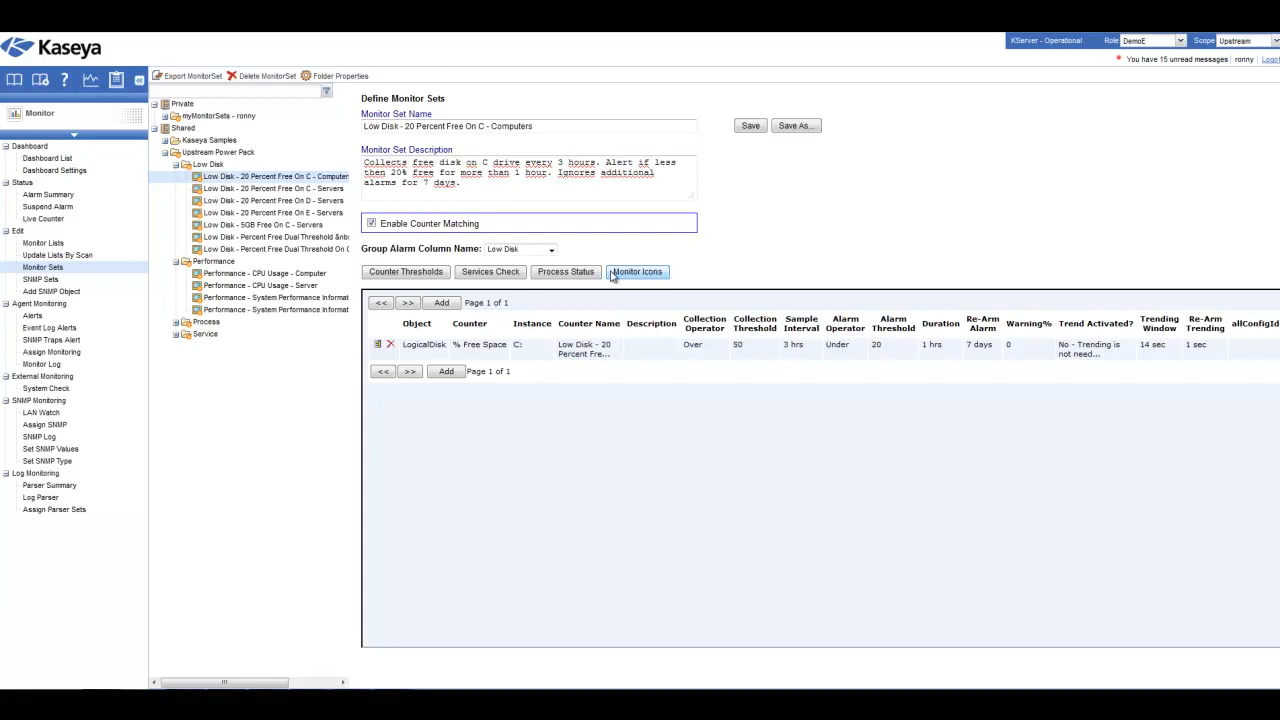 Kaseya
KServer - Operational Role DemoE Scope Upstream
You have 15 unread messages ronny Logof
Export MonitorSet Delete MonitorSet Folder Properties
Monitor
Dashboard
Dashboard List
Dashboard Settings
Status
Alarm Summary
Suspend Alarm
Live Counter
Edit
Monitor Lists
Update Lists By Scan
Monitor Sets
SNMP Sets
Add SNMP Object
Agent Monitoring
Alerts
Event Log Alerts
SNMP Traps Alert
Assign Monitoring
Monitor Log
External Monitoring
System Check
SNMP Monitoring
LAN Watch
Assign SNMP
SNMP Log
Set SNMP Values
Set SNMP Type
Log Monitoring
Parser Summary
Log Parser
Assign Parser Sets
Private
myMonitorSets - ronny
Shared
Kaseya Samples
Upstream Power Pack
Low Disk
Low Disk - 20 Percent Free On C - Computer
Low Disk - 20 Percent Free On C - Servers
Low Disk - 20 Percent Free On D - Servers
Low Disk - 20 Percent Free On E - Servers
Low Disk - 5GB Free On C - Servers
Low Disk - Percent Free Dual Threshold &nb
Low Disk - Percent Free Dual Threshold On C
Performance
Performance - CPU Usage - Computer
Performance - CPU Usage - Server
Performance - System Performance Informat
Performance - System Performance Informat
Process
Service
Define Monitor Sets
Monitor Set Name
Low Disk - 20 Percent Free On C - Computers
Save Save As...
Monitor Set Description
Collects free disk on C drive every 3 hours. Alert if less
then 20% free for more than 1 hour. Ignores additional
alarms for 7 days.
Enable Counter Matching
Group Alarm Column Name: Low Disk
Counter Thresholds Services Check Process Status Monitor Icons
<< >> Add Page 1 of 1
Object Counter Instance Counter Name Description Collection Operator Collection Threshold Sample Interval Alarm Operator Alarm Threshold Duration Re-Arm Alarm Warning% Trend Activated? Trending Window Re-Arm Trending allConfigId
LogicalDisk % Free Space C: Low Disk - 20 Percent Fre... Over 50 3 hrs Under 20 1 hrs 7 days 0 No - Trending is not need... 14 sec 1 sec
<< >> Add Page 1 of 1